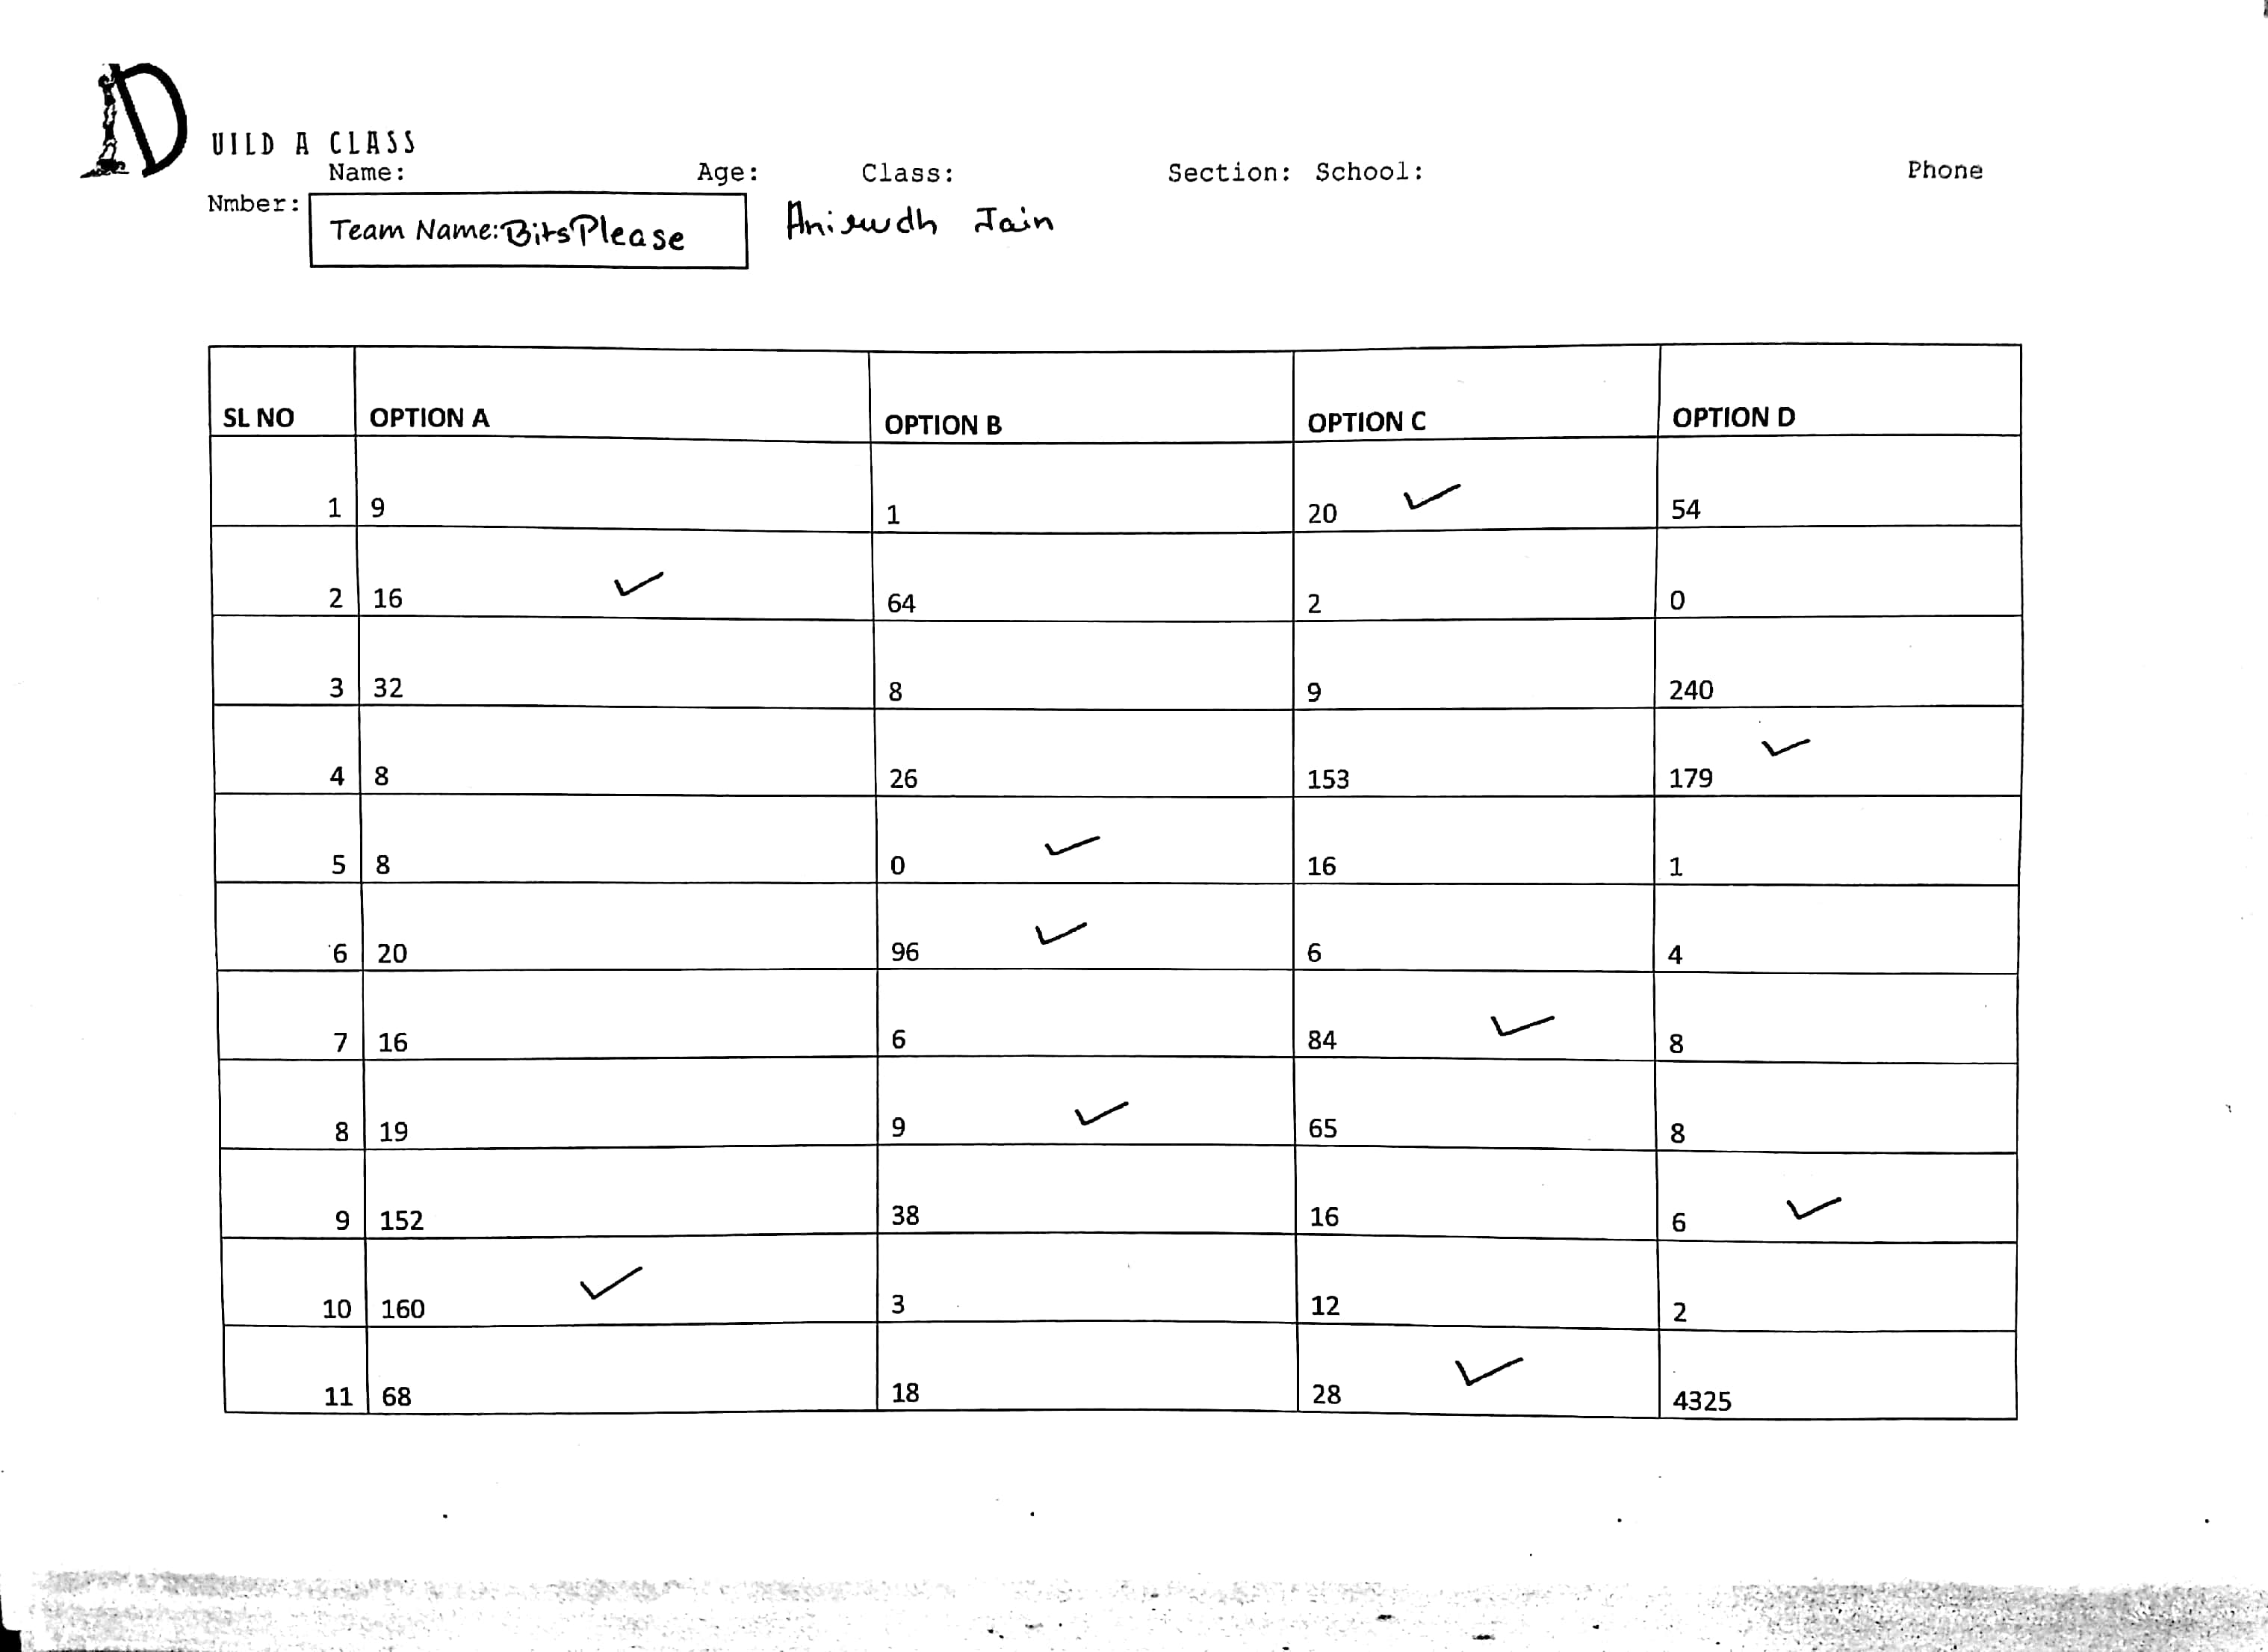 UILD A CLASS
Name: Age: Class: Section: School: Phone
Nmber:
Team Name: BitsPlease
Anirudh Jain
SL NO OPTION A OPTION B OPTION C OPTION D
1 9 1 20 ✓ 54
2 16 ✓ 64 2 0
3 32 8 9 240
4 8 26 153 179 ✓
5 8 0 ✓ 16 1
6 20 96 ✓ 6 4
7 16 6 84 ✓ 8
8 19 9 ✓ 65 8
9 152 38 16 6 ✓
10 160 ✓ 3 12 2
11 68 18 28 ✓ 4325